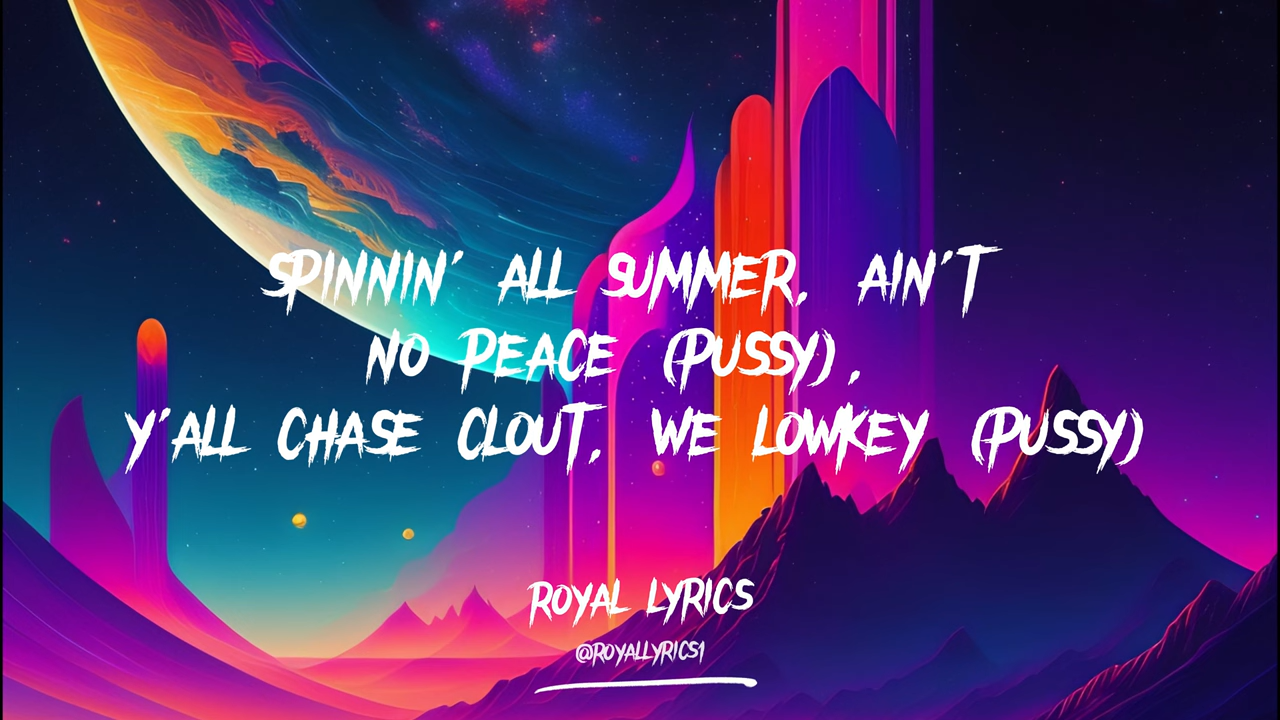 SPINNIN' ALL SUMMER, AIN'T
NO PEACE (PUSSY),
Y'ALL CHASE CLOUT, WE LOWKEY (PUSSY)
ROYAL LYRICS
@ROYALLYRICS1